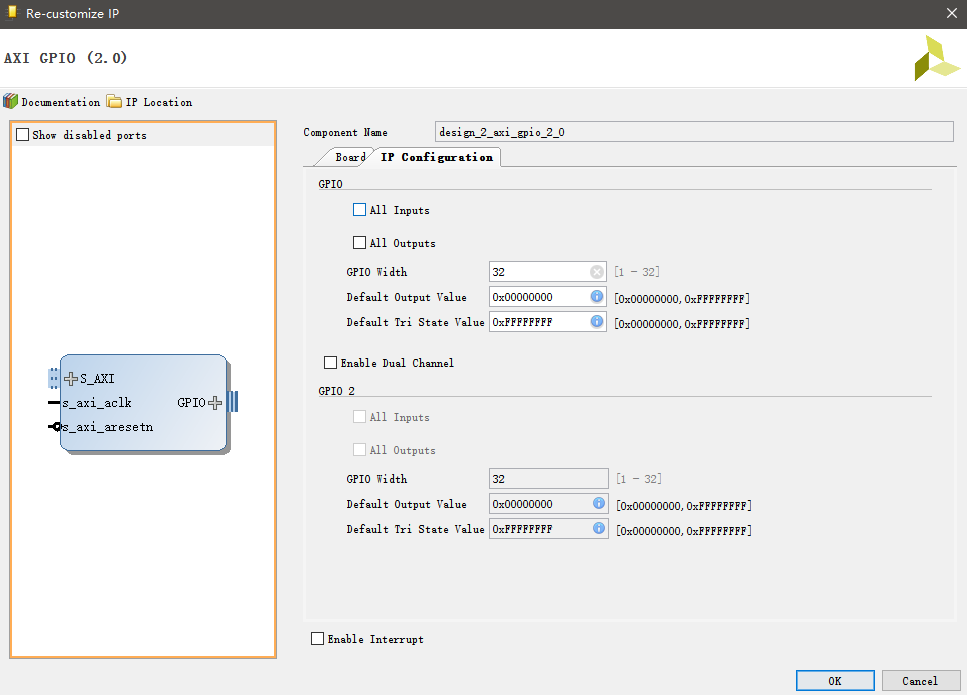 Re-customize IP
AXI GPIO (2.0)
Documentation IP Location
Show disabled ports
S_AXI
s_axi_aclk
s_axi_aresetn
GPIO
Component Name design_2_axi_gpio_2_0
Board IP Configuration
GPIO
All Inputs
All Outputs
GPIO Width 32 [1 - 32]
Default Output Value 0x00000000 [0x00000000,0xFFFFFFFF]
Default Tri State Value 0xFFFFFFFF [0x00000000,0xFFFFFFFF]
Enable Dual Channel
GPIO 2
All Inputs
All Outputs
GPIO Width 32 [1 - 32]
Default Output Value 0x00000000 [0x00000000,0xFFFFFFFF]
Default Tri State Value 0xFFFFFFFF [0x00000000,0xFFFFFFFF]
Enable Interrupt
OK Cancel